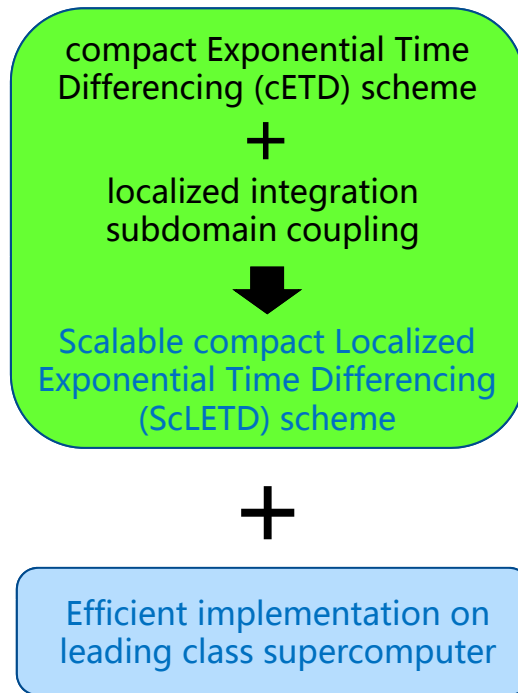 compact Exponential Time
Differencing (cETD) scheme
+
localized integration
subdomain coupling
Scalable compact Localized
Exponential Time Differencing
(ScLETD) scheme
+
Efficient implementation on
leading class supercomputer